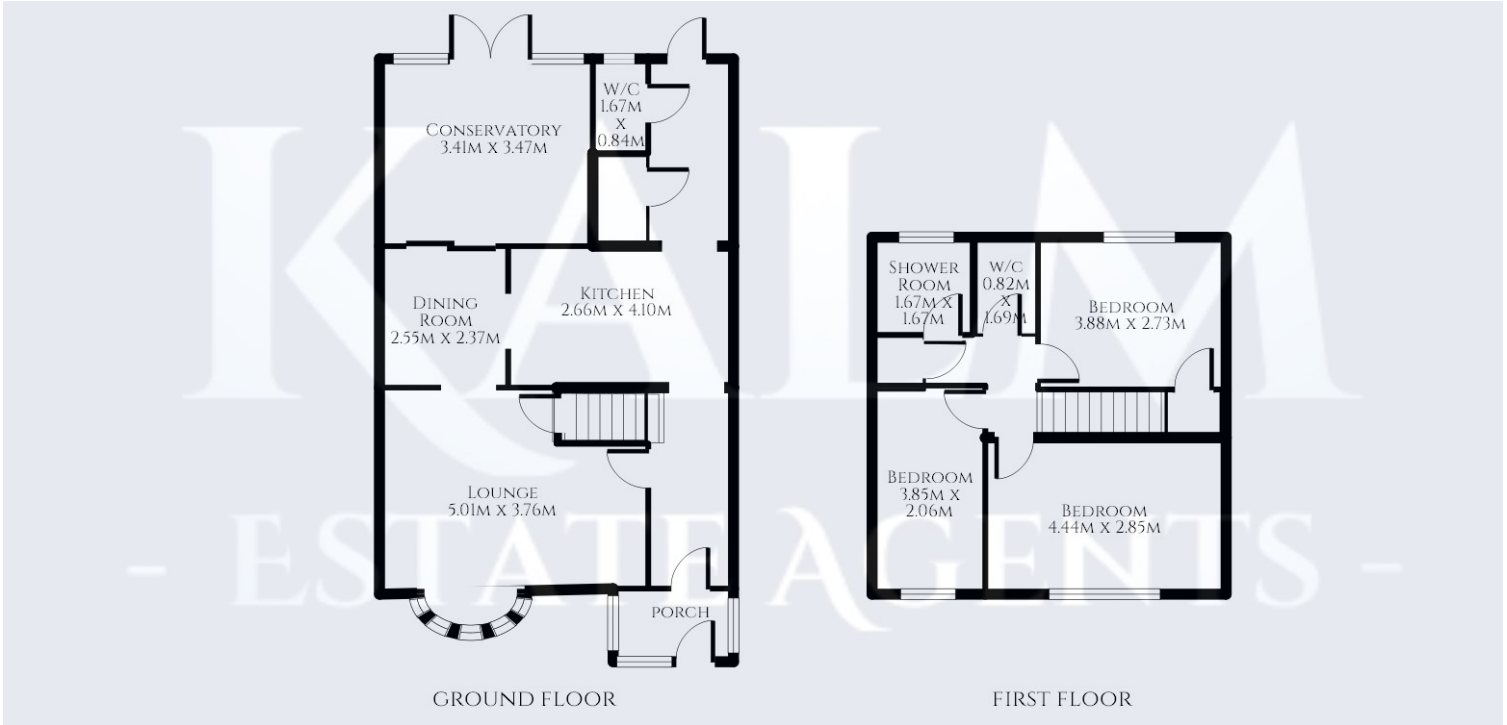 CONSERVATORY
3.41M X 3.47M
W/C
1.67M
X
0.84M
DINING
ROOM
2.55M X 2.37M
KITCHEN
2.66M X 4.10M
LOUNGE
5.01M X 3.76M
PORCH
GROUND FLOOR
SHOWER
ROOM
1.67M X
1.67M
W/C
0.82M
X
1.69M
BEDROOM
3.88M X 2.73M
BEDROOM
3.85M X
2.06M
BEDROOM
4.44M X 2.85M
FIRST FLOOR
KALM
- ESTATE AGENTS -